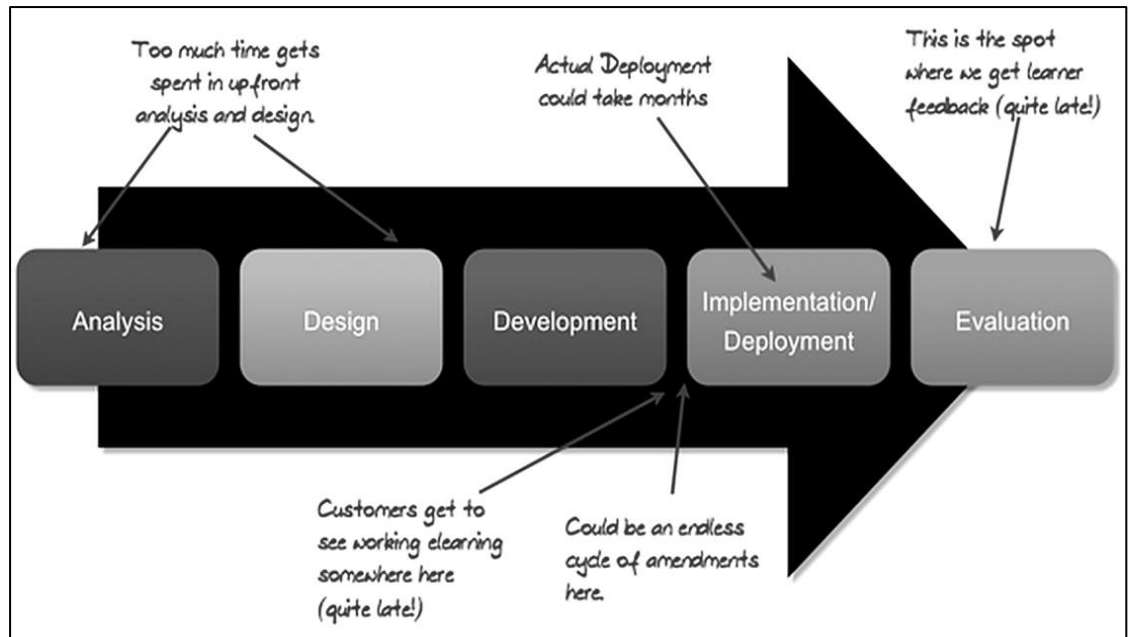 Too much time gets
spent in upfront
analysis and design.
Actual Deployment
could take months
This is the spot
where we get learner
feedback (quite late!)
Analysis
Design
Development
Implementation/
Deployment
Evaluation
Customers get to
see working elearning
somewhere here
(quite late!)
Could be an endless
cycle of amendments
here.